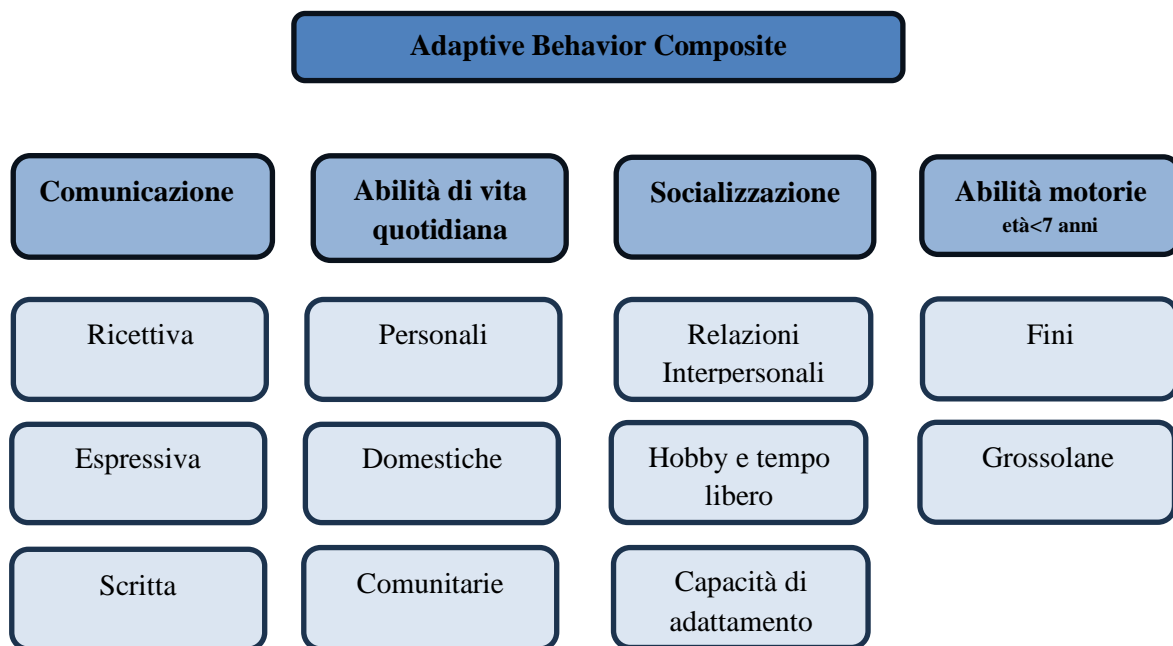 Adaptive Behavior Composite
Comunicazione
Abilità di vita
quotidiana
Socializzazione
Abilità motorie
età<7 anni
Ricettiva
Personali
Relazioni
Interpersonali
Fini
Espressiva
Domestiche
Hobby e tempo
libero
Grossolane
Scritta
Comunitarie
Capacità di
adattamento